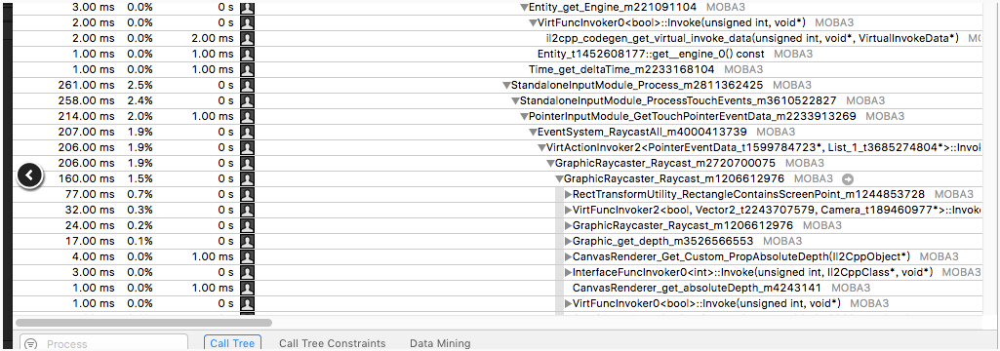 3.00 ms 0.0% 0 s Entity_get_Engine_m221091104 MOBA3
2.00 ms 0.0% 0 s VirtFuncInvoker0<bool>::Invoke(unsigned int, void*) MOBA3
2.00 ms 0.0% 2.00 ms il2cpp_codegen_get_virtual_invoke_data(unsigned int, void*, VirtualInvokeData*) MO
1.00 ms 0.0% 1.00 ms Entity_t1452608177::get__engine_0() const MOBA3
1.00 ms 0.0% 1.00 ms Time_get_deltaTime_m2233168104 MOBA3
261.00 ms 2.5% 0 s StandaloneInputModule_Process_m2811362425 MOBA3
258.00 ms 2.4% 0 s StandaloneInputModule_ProcessTouchEvents_m3610522827 MOBA3
214.00 ms 2.0% 1.00 ms PointerInputModule_GetTouchPointerEventData_m2233913269 MOBA3
207.00 ms 1.9% 0 s EventSystem_RaycastAll_m4000413739 MOBA3
206.00 ms 1.9% 0 s VirtActionInvoker2<PointerEventData_t1599784723*, List_1_t3685274804*>::Invok
206.00 ms 1.9% 0 s GraphicRaycaster_Raycast_m2720700075 MOBA3
160.00 ms 1.5% 0 s GraphicRaycaster_Raycast_m1206612976 MOBA3
77.00 ms 0.7% 0 s RectTransformUtility_RectangleContainsScreenPoint_m1244853728 MOBA3
32.00 ms 0.3% 0 s VirtFuncInvoker2<bool, Vector2_t2243707579, Camera_t189460977*>::Invoke
24.00 ms 0.2% 0 s GraphicRaycaster_Raycast_m1206612976 MOBA3
17.00 ms 0.1% 0 s Graphic_get_depth_m3526566553 MOBA3
4.00 ms 0.0% 1.00 ms CanvasRenderer_Get_Custom_PropAbsoluteDepth(Il2CppObject*) MOBA3
3.00 ms 0.0% 0 s InterfaceFuncInvoker0<int>::Invoke(unsigned int, Il2CppClass*, void*) MOBA3
1.00 ms 0.0% 1.00 ms CanvasRenderer_get_absoluteDepth_m4243141 MOBA3
1.00 ms 0.0% 0 s VirtFuncInvoker0<bool>::Invoke(unsigned int, void*) MOBA3
Process Call Tree Call Tree Constraints Data Mining